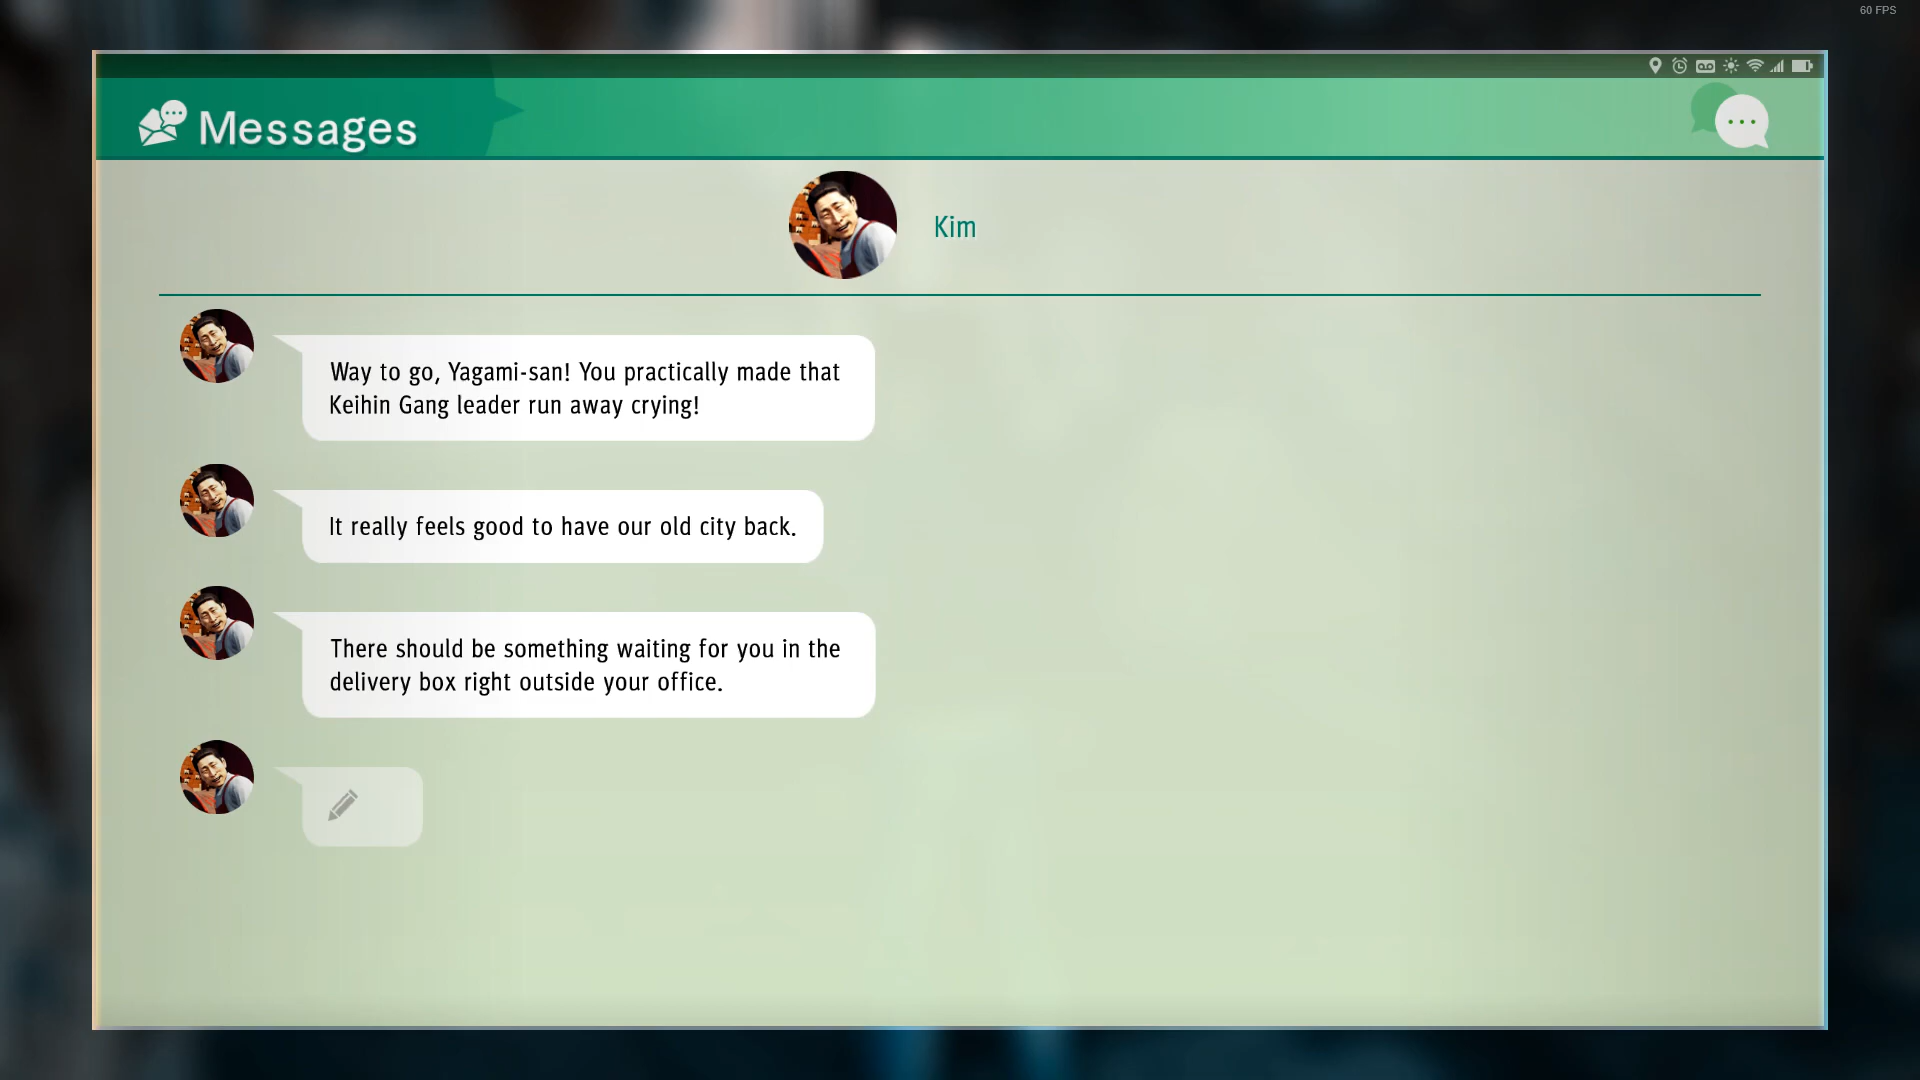 60 FPS
Messages
Kim
Way to go, Yagami-san! You practically made that
Keihin Gang leader run away crying!
It really feels good to have our old city back.
There should be something waiting for you in the
delivery box right outside your office.